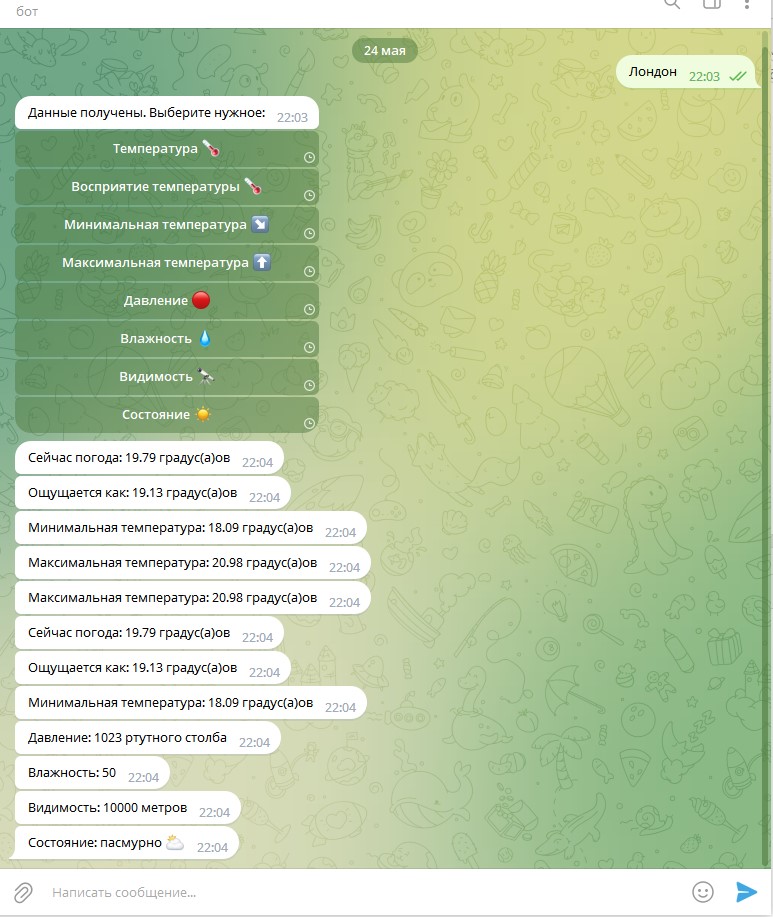 бот
24 мая
Лондон 22:03
Данные получены. Выберите нужное: 22:03
Температура
Восприятие температуры
Минимальная температура
Максимальная температура
Давление
Влажность
Видимость
Состояние
Сейчас погода: 19.79 градус(а)ов 22:04
Ощущается как: 19.13 градус(а)ов 22:04
Минимальная температура: 18.09 градус(а)ов 22:04
Максимальная температура: 20.98 градус(а)ов 22:04
Максимальная температура: 20.98 градус(а)ов 22:04
Сейчас погода: 19.79 градус(а)ов 22:04
Ощущается как: 19.13 градус(а)ов 22:04
Минимальная температура: 18.09 градус(а)ов 22:04
Давление: 1023 ртутного столба 22:04
Влажность: 50 22:04
Видимость: 10000 метров 22:04
Состояние: пасмурно 22:04
Написать сообщение...